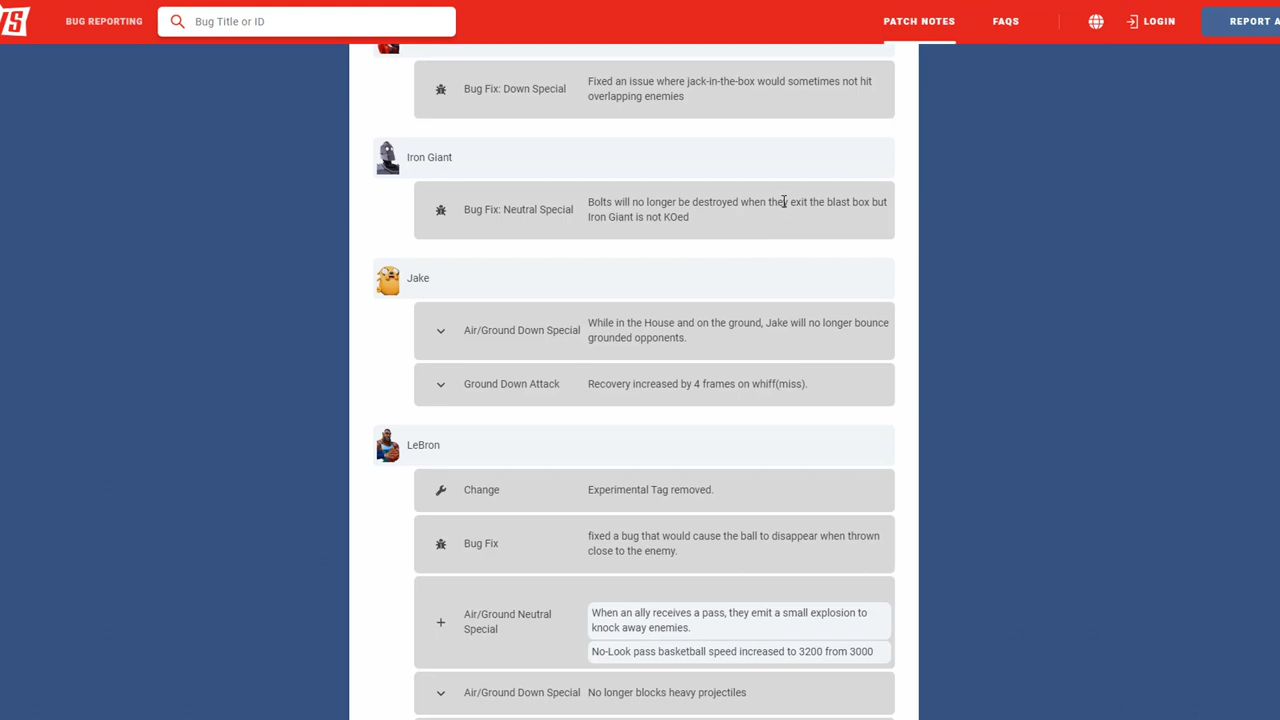 VS
BUG REPORTING
Bug Title or ID
PATCH NOTES
FAQS
LOGIN
REPORT A
Bug Fix: Down Special
Fixed an issue where jack-in-the-box would sometimes not hit
overlapping enemies
Iron Giant
Bug Fix: Neutral Special
Bolts will no longer be destroyed when they exit the blast box but
Iron Giant is not KOed
Jake
Air/Ground Down Special
While in the House and on the ground, Jake will no longer bounce
grounded opponents.
Ground Down Attack
Recovery increased by 4 frames on whiff(miss).
LeBron
Change
Experimental Tag removed.
Bug Fix
fixed a bug that would cause the ball to disappear when thrown
close to the enemy.
Air/Ground Neutral
Special
When an ally receives a pass, they emit a small explosion to
knock away enemies.
No-Look pass basketball speed increased to 3200 from 3000
Air/Ground Down Special
No longer blocks heavy projectiles